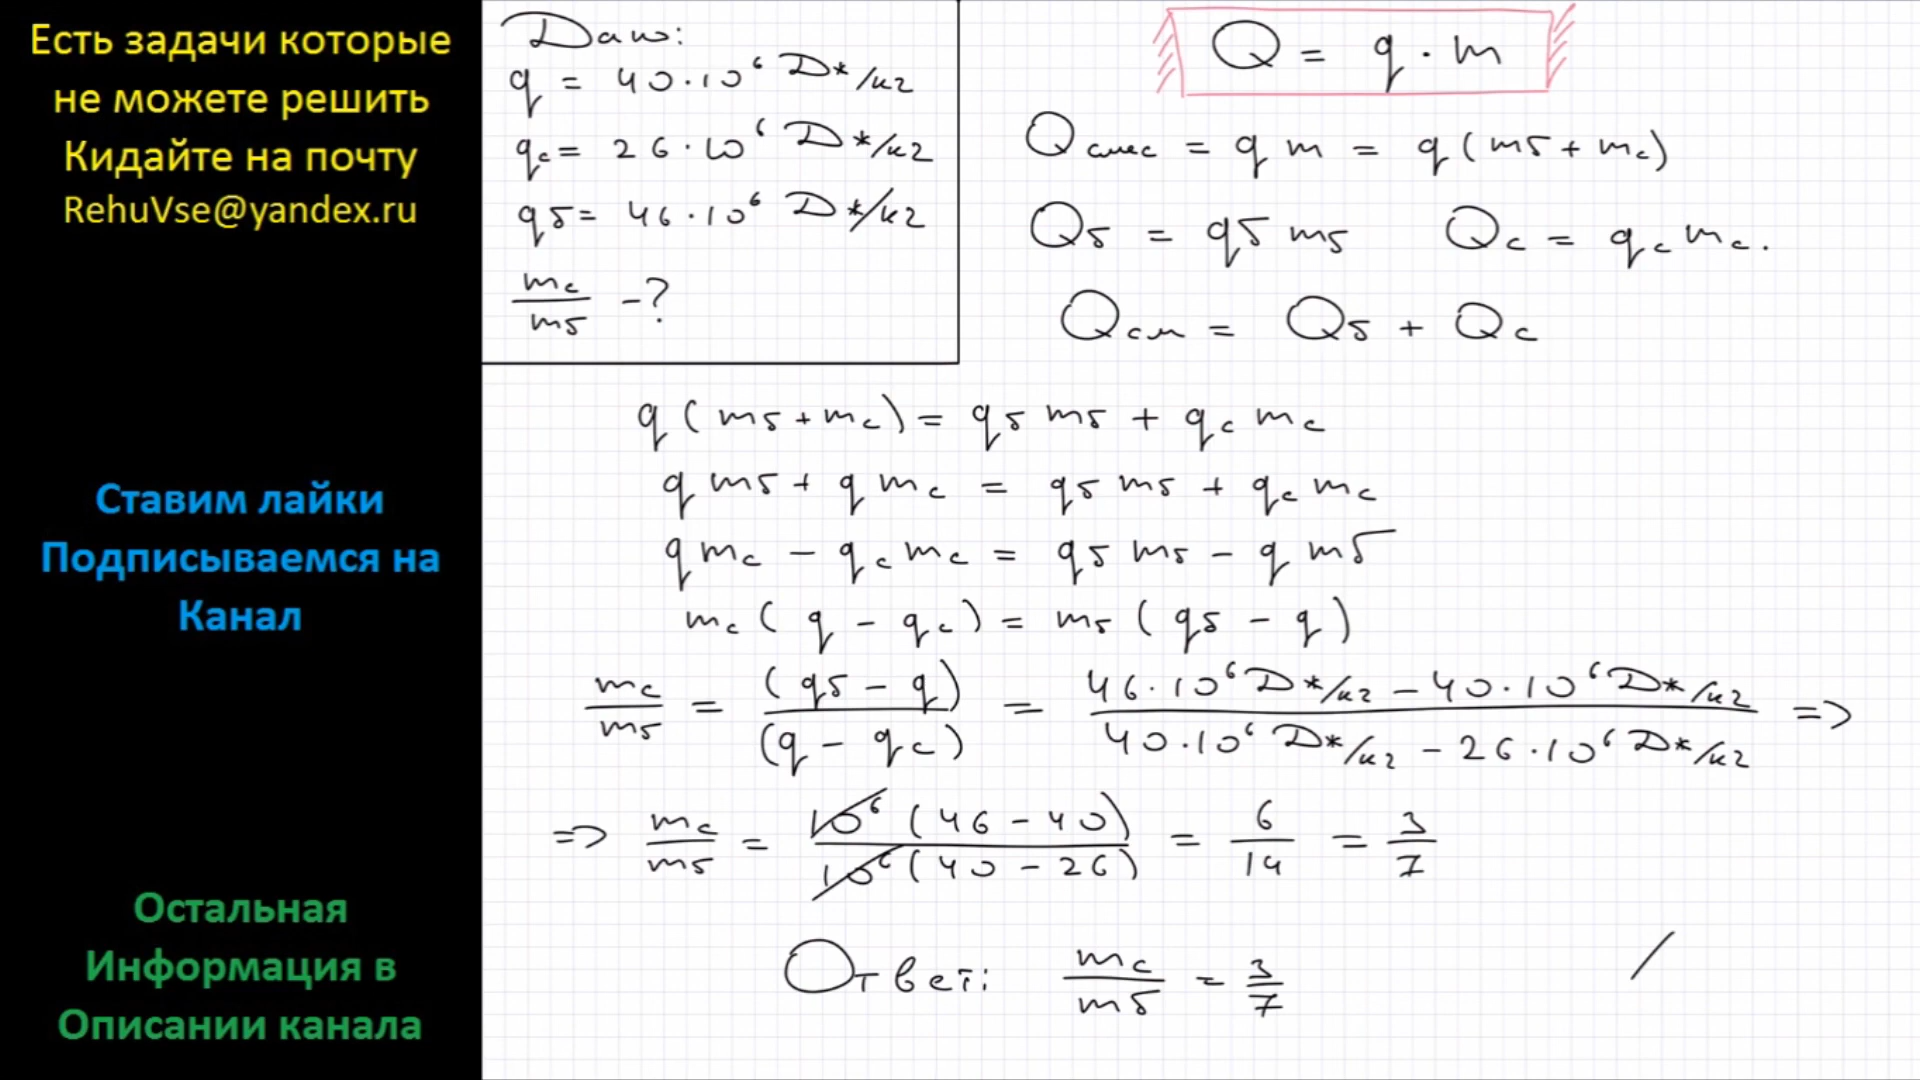 Есть задачи которые
не можете решить
Кидайте на почту
RehuVse@yandex.ru
Ставим лайки
Подписываемся на
Канал
Остальная
Информация в
Описании канала
Дано:
q = 40·10⁶ Дж/кг
qс = 26·10⁶ Дж/кг
qб = 46·10⁶ Дж/кг
mс/mб - ?
Q = q · m
Qсмес = q m = q(mб + mс)
Qб = qб mб Qс = qс mс.
Qсм = Qб + Qс
q(mб + mс) = qб mб + qс mс
q mб + q mс = qб mб + qс mс
q mс − qс mс = qб mб − q mб
mс(q − qс) = mб(qб − q)
mс/mб = (qб − q)/(q − qс) = (46·10⁶ Дж/кг − 40·10⁶ Дж/кг)/(40·10⁶ Дж/кг − 26·10⁶ Дж/кг) =>
=> mс/mб = 10⁶(46 − 40)/10⁶(40 − 26) = 6/14 = 3/7
Ответ: mс/mб = 3/7